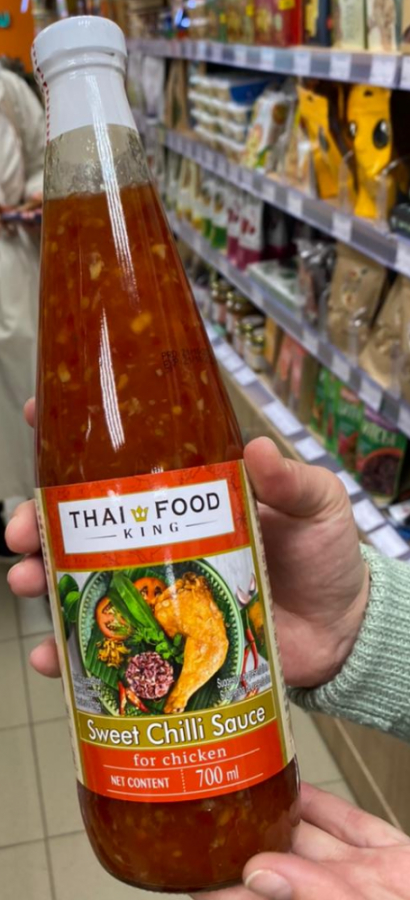 THAI FOOD
KING
Sweet Chilli Sauce
for chicken
NET CONTENT 700 ml